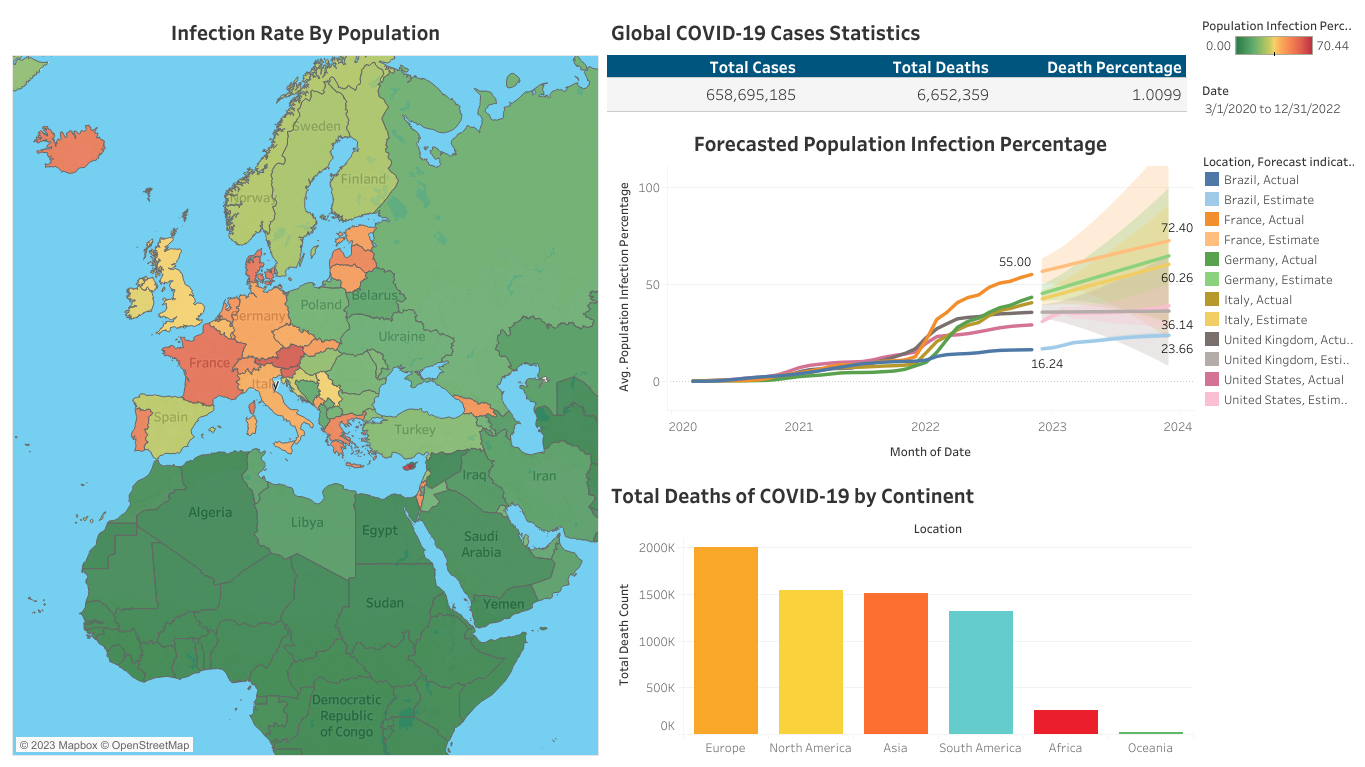 Infection Rate By Population
Sweden
Finland
Norway
Belarus
Poland
Germany
Ukraine
France
Italy
Spain
Turkey
Iraq
Iran
Algeria
Libya
Egypt
Saudi
Arabia
Sudan
Yemen
Democratic
Republic
of Congo
© 2023 Mapbox © OpenStreetMap
Global COVID-19 Cases Statistics
Total Cases Total Deaths Death Percentage
658,695,185 6,652,359 1.0099
Forecasted Population Infection Percentage
Avg. Population Infection Percentage
100
50
0
72.40
55.00
60.26
36.14
23.66
16.24
2020 2021 2022 2023 2024
Month of Date
Total Deaths of COVID-19 by Continent
Location
Total Death Count
2000K
1500K
1000K
500K
0K
Europe North America Asia South America Africa Oceania
Population Infection Perc..
0.00 70.44
Date
3/1/2020 to 12/31/2022
Location, Forecast indicat..
Brazil, Actual
Brazil, Estimate
France, Actual
France, Estimate
Germany, Actual
Germany, Estimate
Italy, Actual
Italy, Estimate
United Kingdom, Actu..
United Kingdom, Esti..
United States, Actual
United States, Estim..